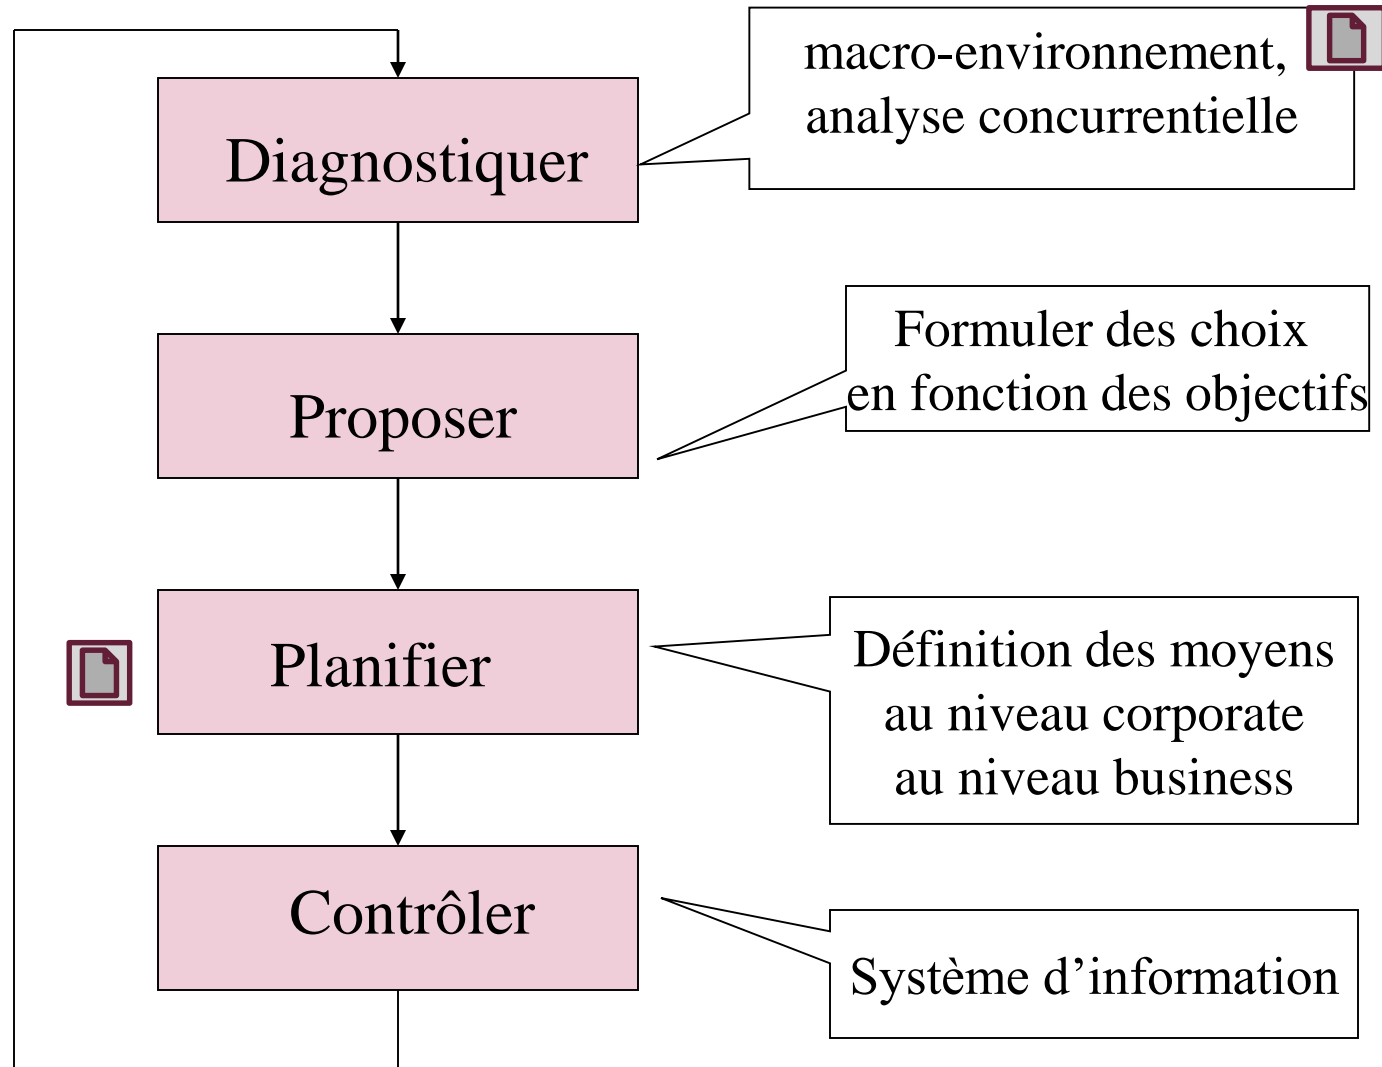 macro-environnement,
analyse concurrentielle
Diagnostiquer
Formuler des choix
en fonction des objectifs
Proposer
Définition des moyens
au niveau corporate
au niveau business
Planifier
Contrôler
Système d’information